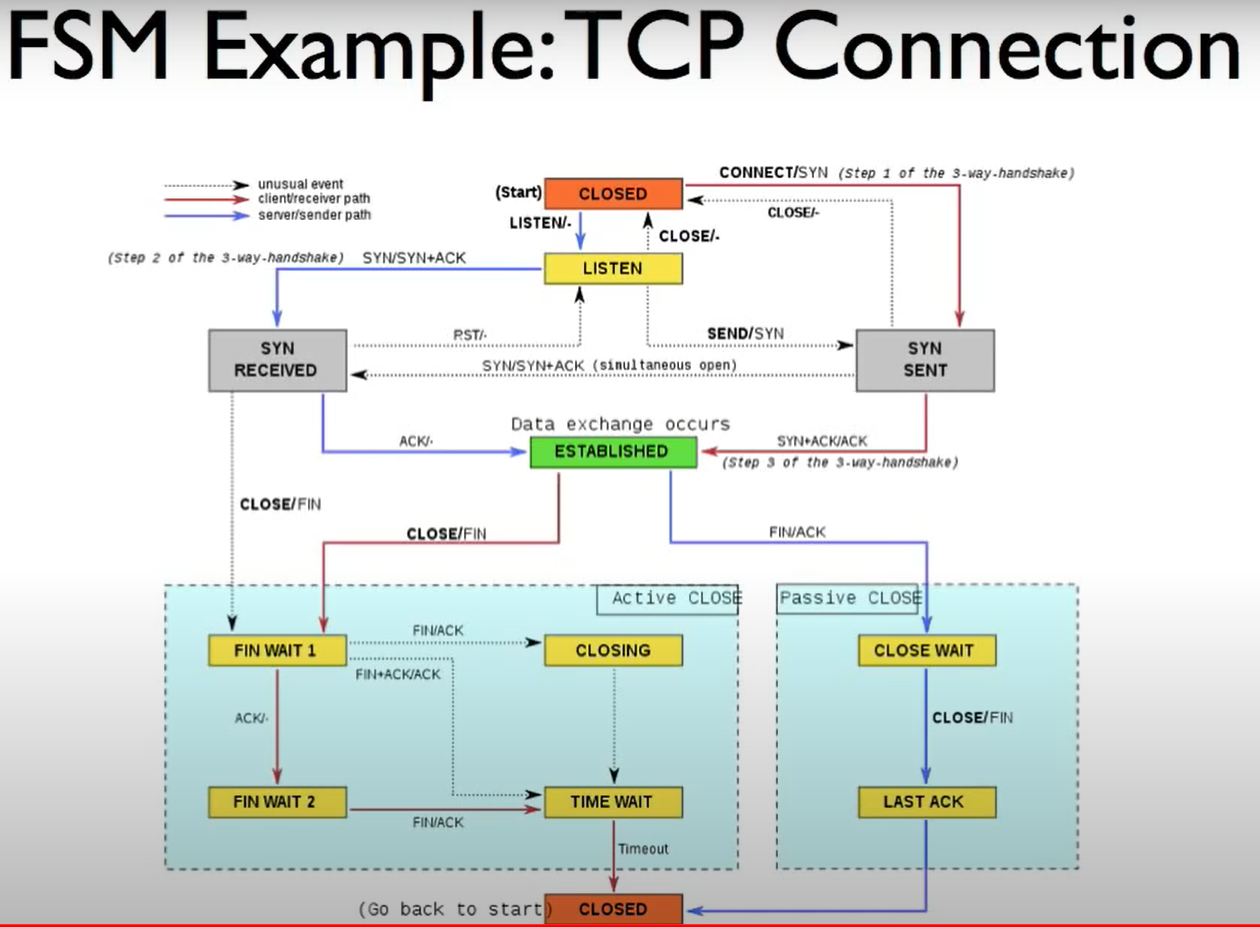 FSM Example: TCP Connection
unusual event
client/receiver path
server/sender path
(Start)
CLOSED
CONNECT/SYN (Step 1 of the 3-way-handshake)
CLOSE/-
LISTEN/-
CLOSE/-
(Step 2 of the 3-way-handshake) SYN/SYN+ACK
LISTEN
RST/-
SEND/SYN
SYN
RECEIVED
SYN/SYN+ACK (simultaneous open)
SYN
SENT
Data exchange occurs
ACK/-
ESTABLISHED
SYN+ACK/ACK
(Step 3 of the 3-way-handshake)
CLOSE/FIN
CLOSE/FIN
FIN/ACK
Active CLOSE
Passive CLOSE
FIN WAIT 1
FIN/ACK
CLOSING
CLOSE WAIT
FIN+ACK/ACK
ACK/-
CLOSE/FIN
FIN WAIT 2
FIN/ACK
TIME WAIT
LAST ACK
Timeout
(Go back to start)
CLOSED